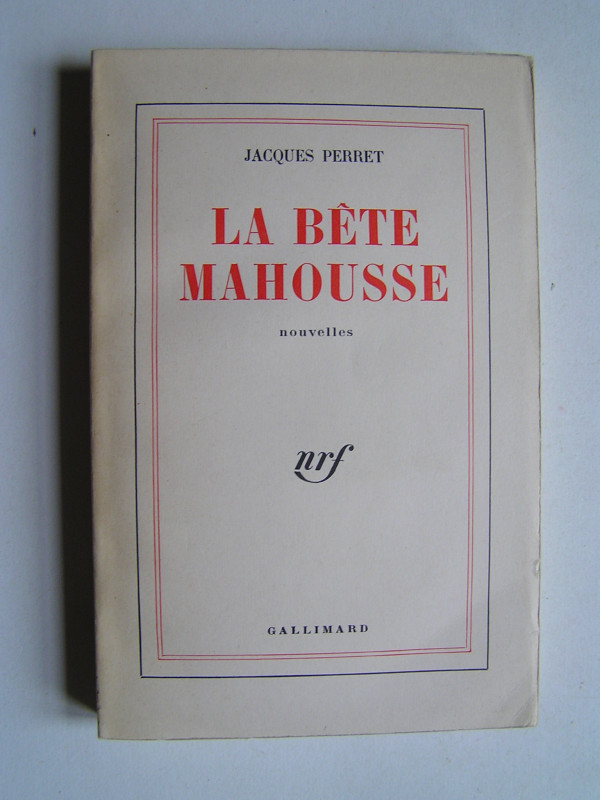 JACQUES PERRET
LA BÊTE
MAHOUSSE
nouvelles
nrf
GALLIMARD